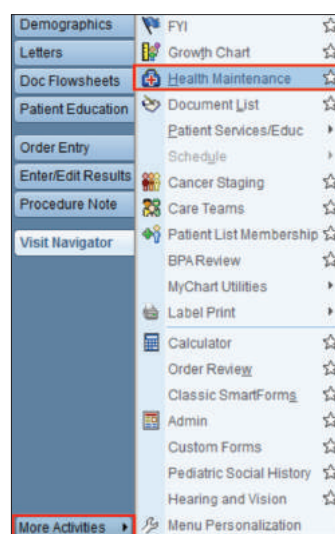 Demographics
Letters
Doc Flowsheets
Patient Education
Order Entry
Enter/Edit Results
Procedure Note
Visit Navigator
More Activities
FYI
Growth Chart
Health Maintenance
Document List
Patient Services/Educ
Schedule
Cancer Staging
Care Teams
Patient List Membership
BPA Review
MyChart Utilities
Label Print
Calculator
Order Review
Classic SmartForms
Admin
Custom Forms
Pediatric Social History
Hearing and Vision
Menu Personalization